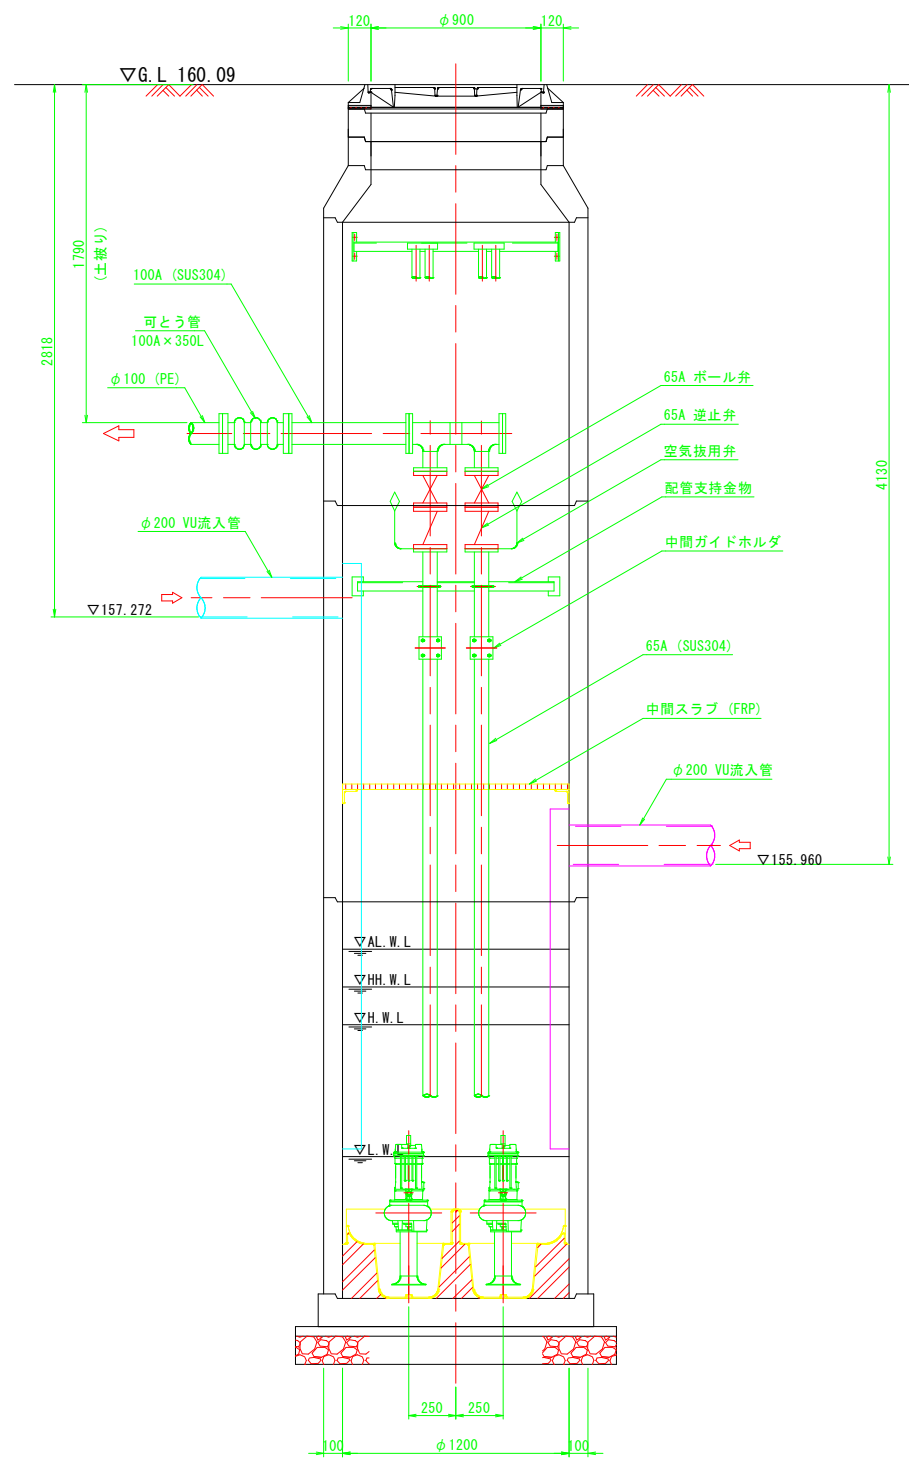 120
φ900
120
▽G.L 160.09
1790
(土被り)
2818
4130
100A (SUS304)
可とう管
100A×350L
φ100 (PE)
65A ボール弁
65A 逆止弁
空気抜用弁
配管支持金物
φ200 VU流入管
中間ガイドホルダ
▽157.272
65A (SUS304)
中間スラブ (FRP)
φ200 VU流入管
▽155.960
▽AL.W.L
▽HH.W.L
▽H.W.L
▽L.W.L
250
250
100
φ1200
100